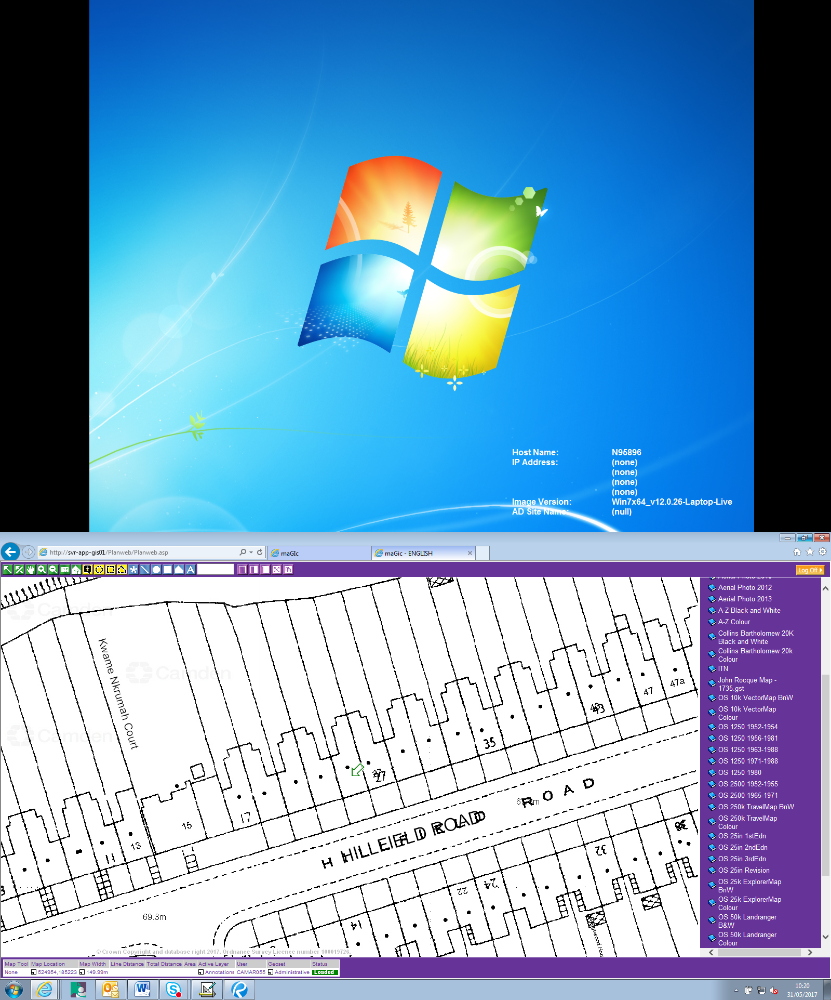 Host Name: N95896
IP Address: (none)
(none)
(none)
(none)
Image Version: Win7x64_v12.0.26-Laptop-Live
AD Site Name: (null)
http://svr-app-gis01/Planweb/Planweb.asp
maGIc
maGic - ENGLISH
Log Off
Aerial Photo 2012
Aerial Photo 2013
A-Z Black and White
A-Z Colour
Collins Bartholomew 20K
Black and White
Collins Bartholomew 20k
Colour
ITN
John Rocque Map -
1735.gst
OS 10k VectorMap BnW
OS 10k VectorMap
Colour
OS 1250 1952-1954
OS 1250 1956-1981
OS 1250 1963-1988
OS 1250 1971-1988
OS 1250 1980
OS 2500 1952-1955
OS 2500 1965-1971
OS 250k TravelMap BnW
OS 250k TravelMap
Colour
OS 25in 1stEdn
OS 25in 2ndEdn
OS 25in 3rdEdn
OS 25in Revision
OS 25k ExplorerMap
BnW
OS 25k ExplorerMap
Colour
OS 50k Landranger
B&W
OS 50k Landranger
Colour
Camden
Camden
Camden
Kwame Nkrumah Court
47a
47
43
35
27
17
15
13
11
HILLFIELD ROAD
ROAD
32
24
22
14
69.3m
© Crown Copyright and database right 2017. Ordnance Survey Licence number 100019726.
Map Tool Map Location Map Width Line Distance Total Distance Area Active Layer User Geoset Status
None 524954,185223 149.99m Annotations CAMAR055 Administrative Loaded
10:20
31/05/2017